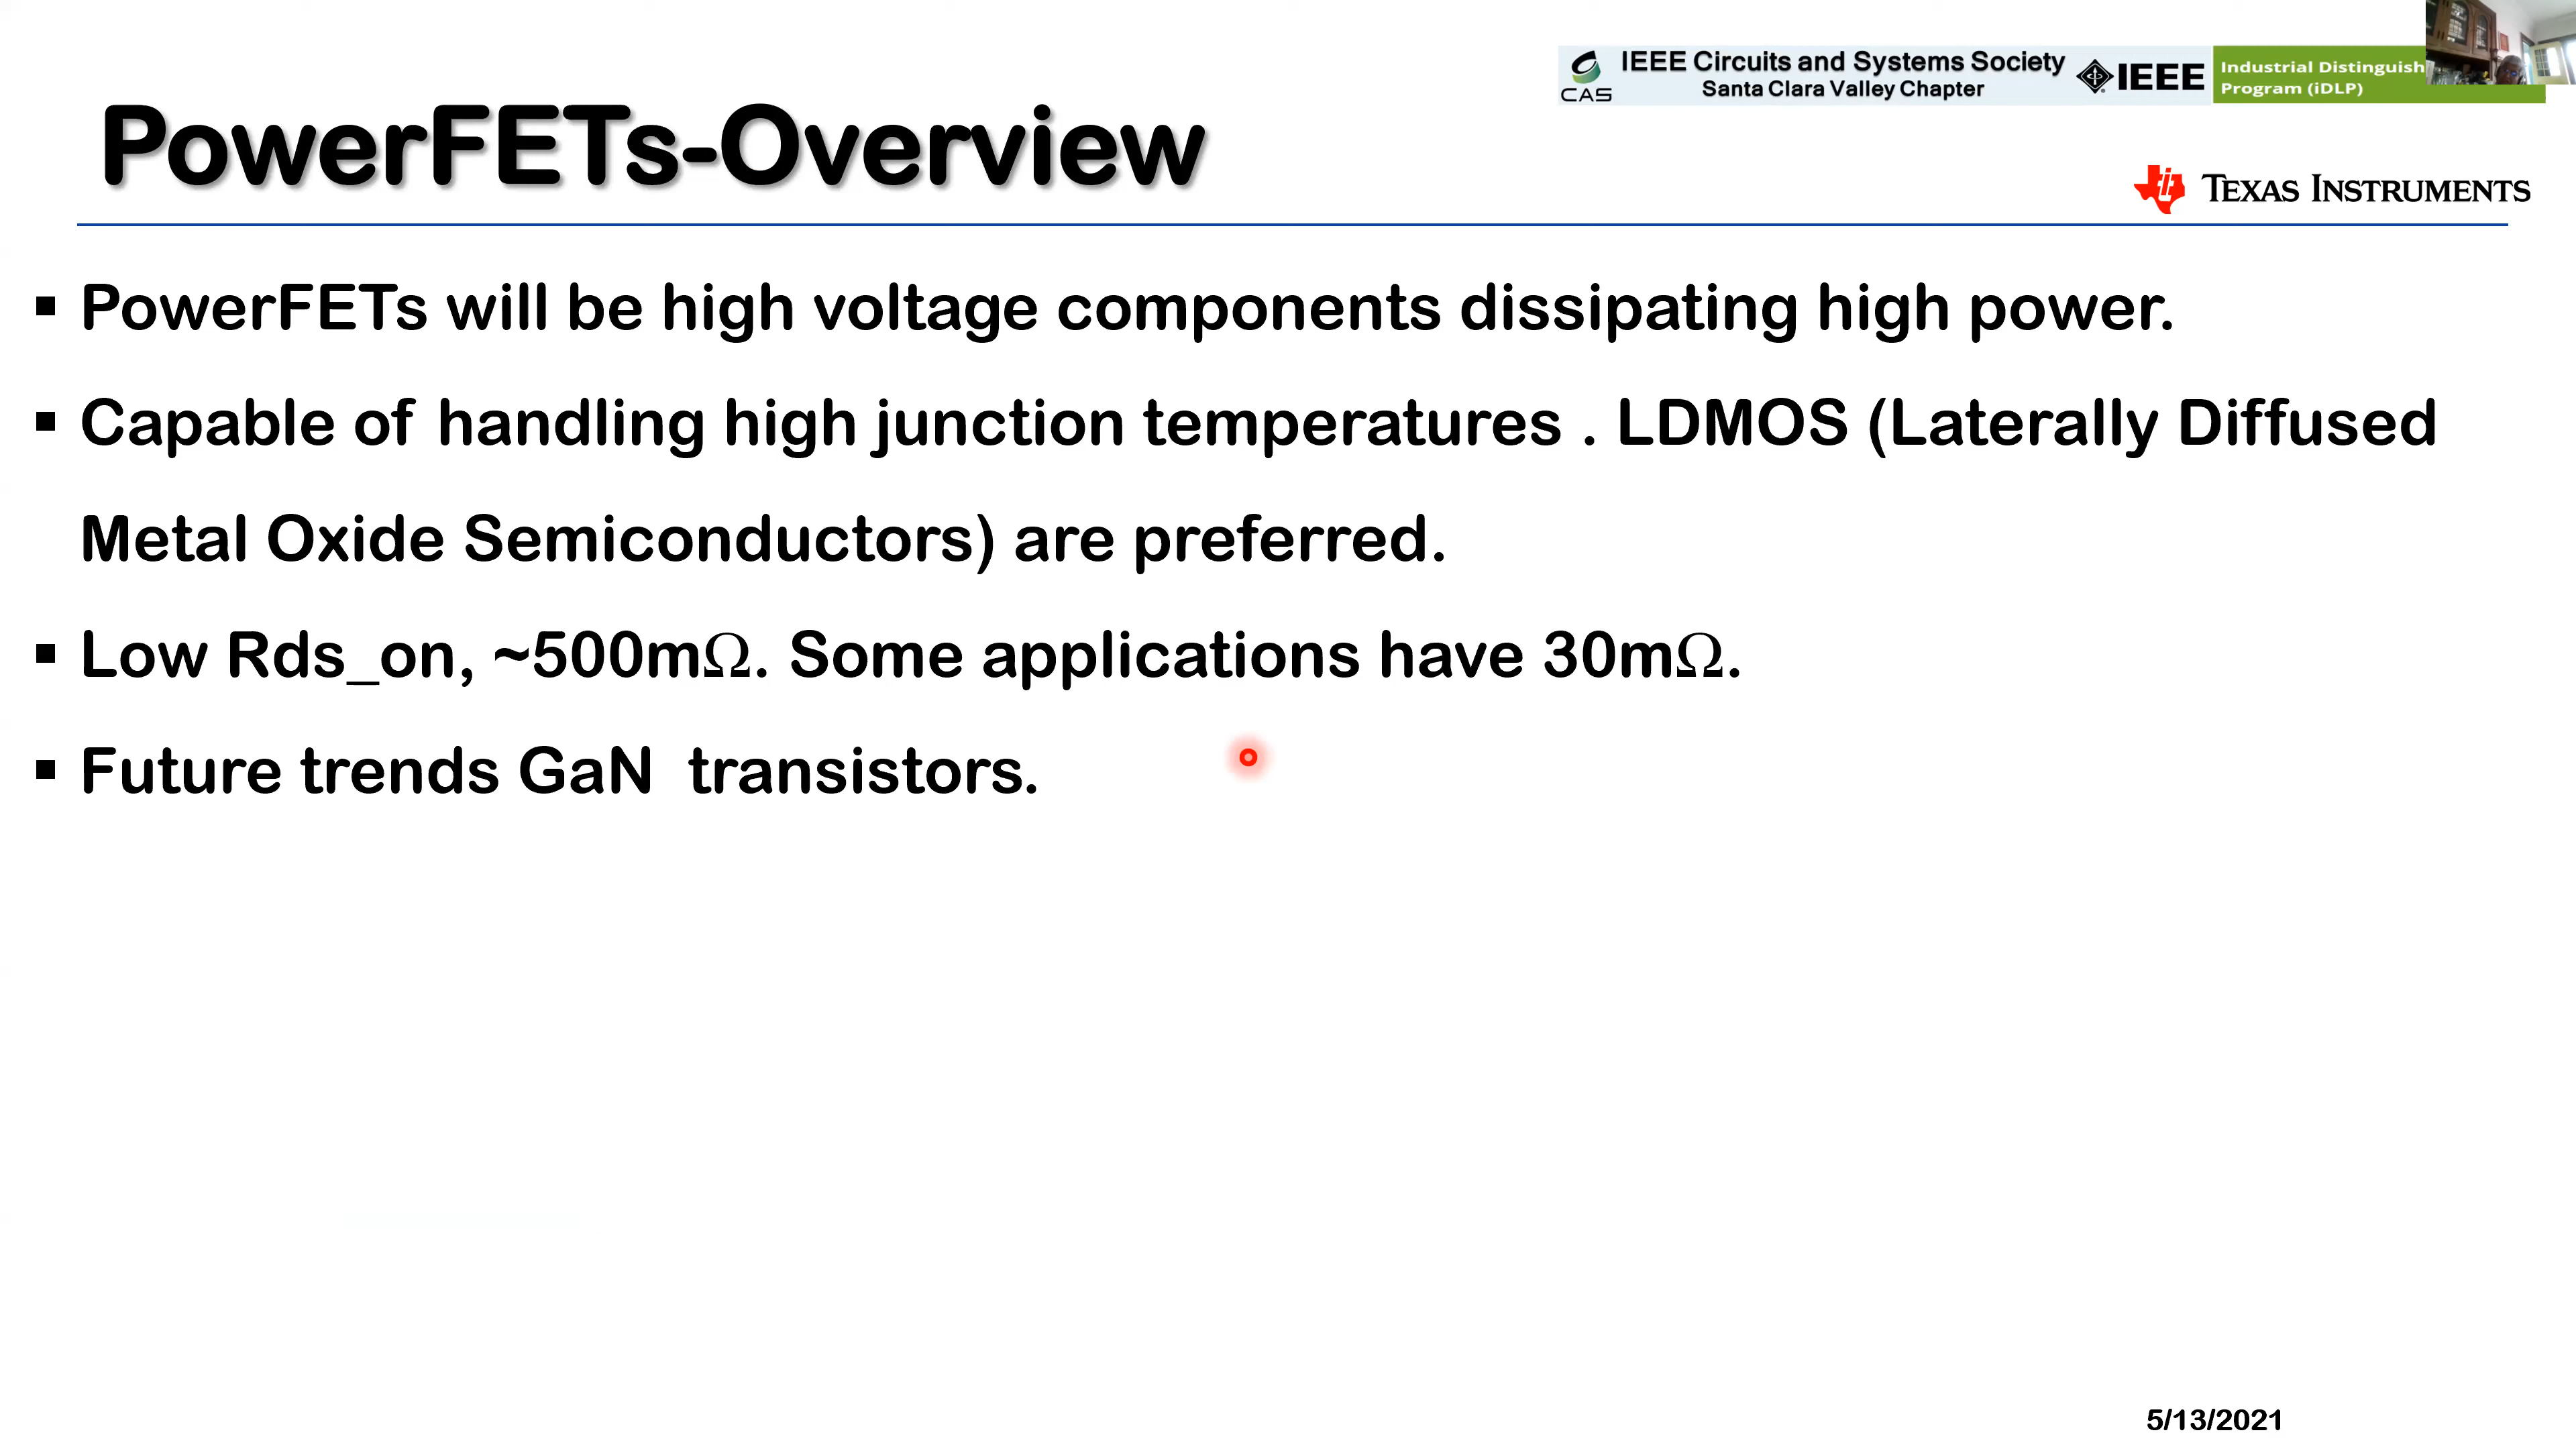 IEEE Circuits and Systems Society
Santa Clara Valley Chapter
CAS
IEEE
Industrial Distinguish
Program (iDLP)
PowerFETs-Overview
TEXAS INSTRUMENTS
▪ PowerFETs will be high voltage components dissipating high power.
▪ Capable of handling high junction temperatures . LDMOS (Laterally Diffused
Metal Oxide Semiconductors) are preferred.
▪ Low Rds_on, ~500mΩ. Some applications have 30mΩ.
▪ Future trends GaN transistors.
5/13/2021